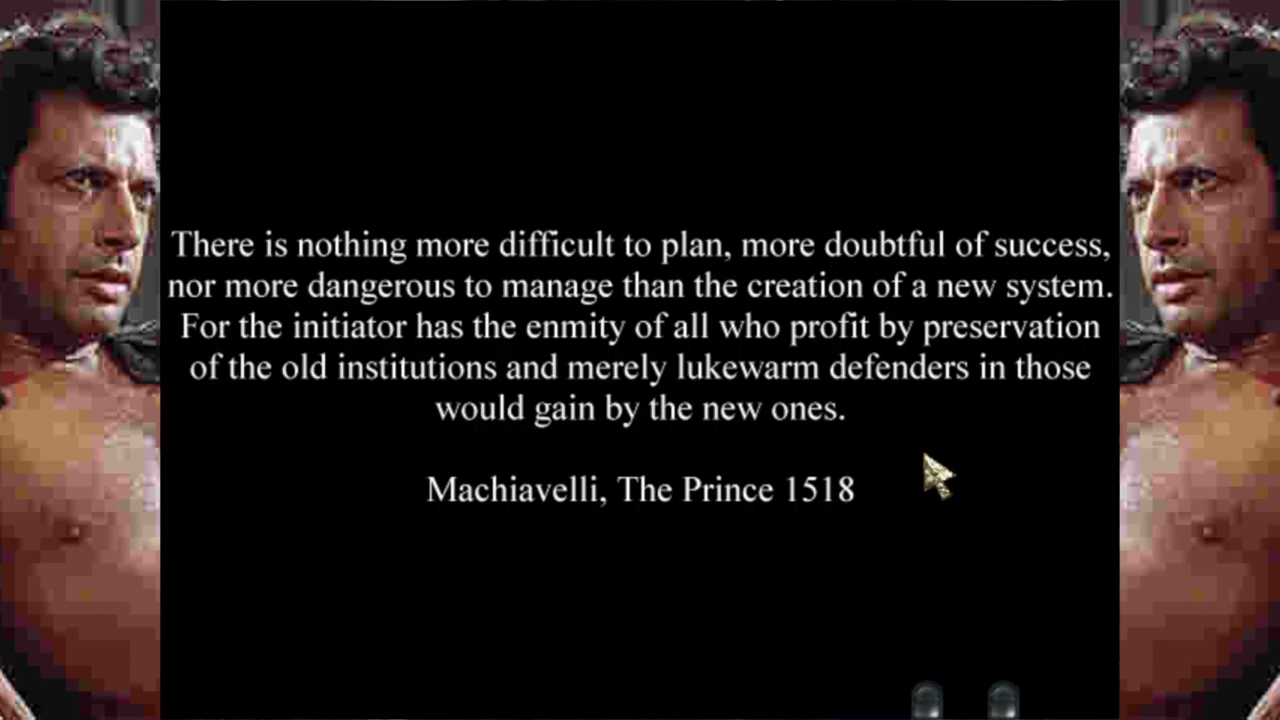 There is nothing more difficult to plan, more doubtful of success,
nor more dangerous to manage than the creation of a new system.
For the initiator has the enmity of all who profit by preservation
of the old institutions and merely lukewarm defenders in those
would gain by the new ones.
Machiavelli, The Prince 1518